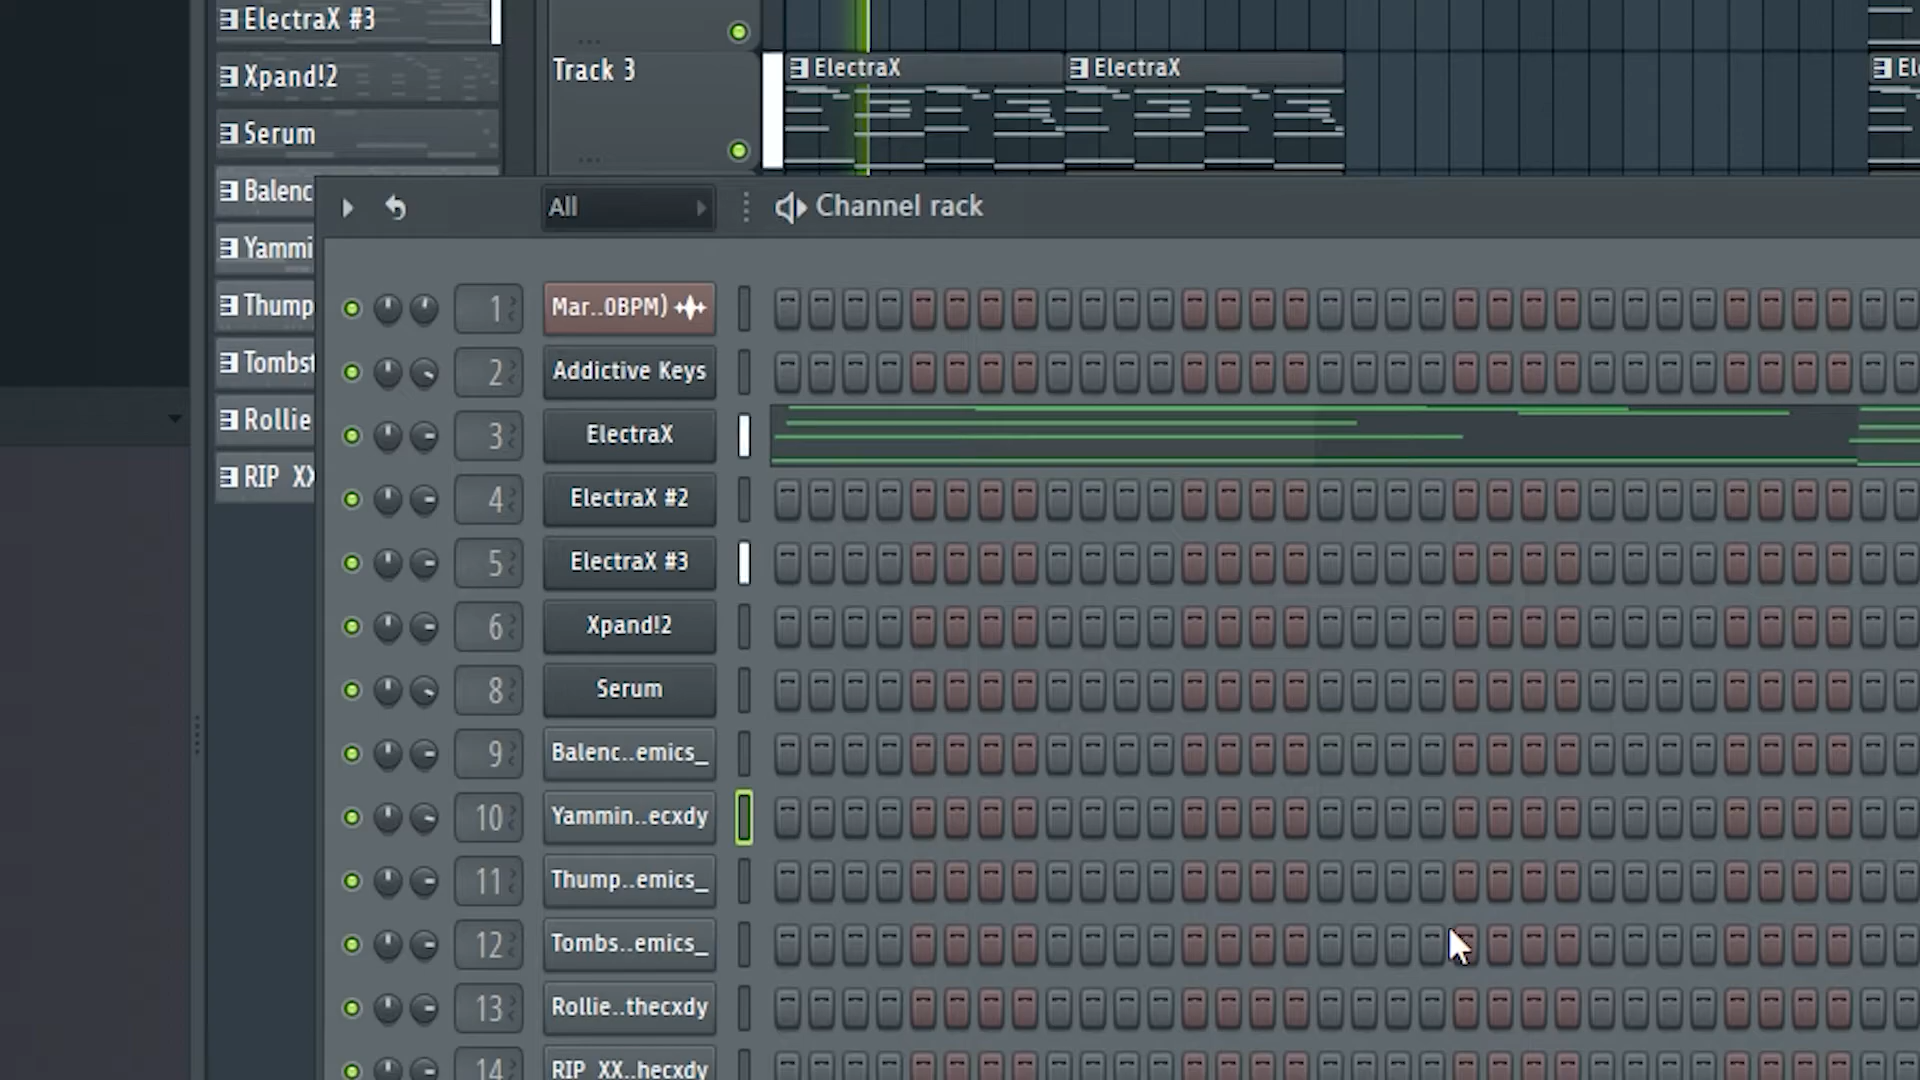 ElectraX #3
Xpand!2
Serum
Balenc
Yammi
Thump
Tombst
Rollie
RIP XX
Track 3
ElectraX
ElectraX
El
All
Channel rack
1
Mar..0BPM)
2
Addictive Keys
3
ElectraX
4
ElectraX #2
5
ElectraX #3
6
Xpand!2
8
Serum
9
Balenc..emics_
10
Yammin..ecxdy
11
Thump..emics_
12
Tombs..emics_
13
Rollie..thecxdy
14
RIP XX..hecxdy